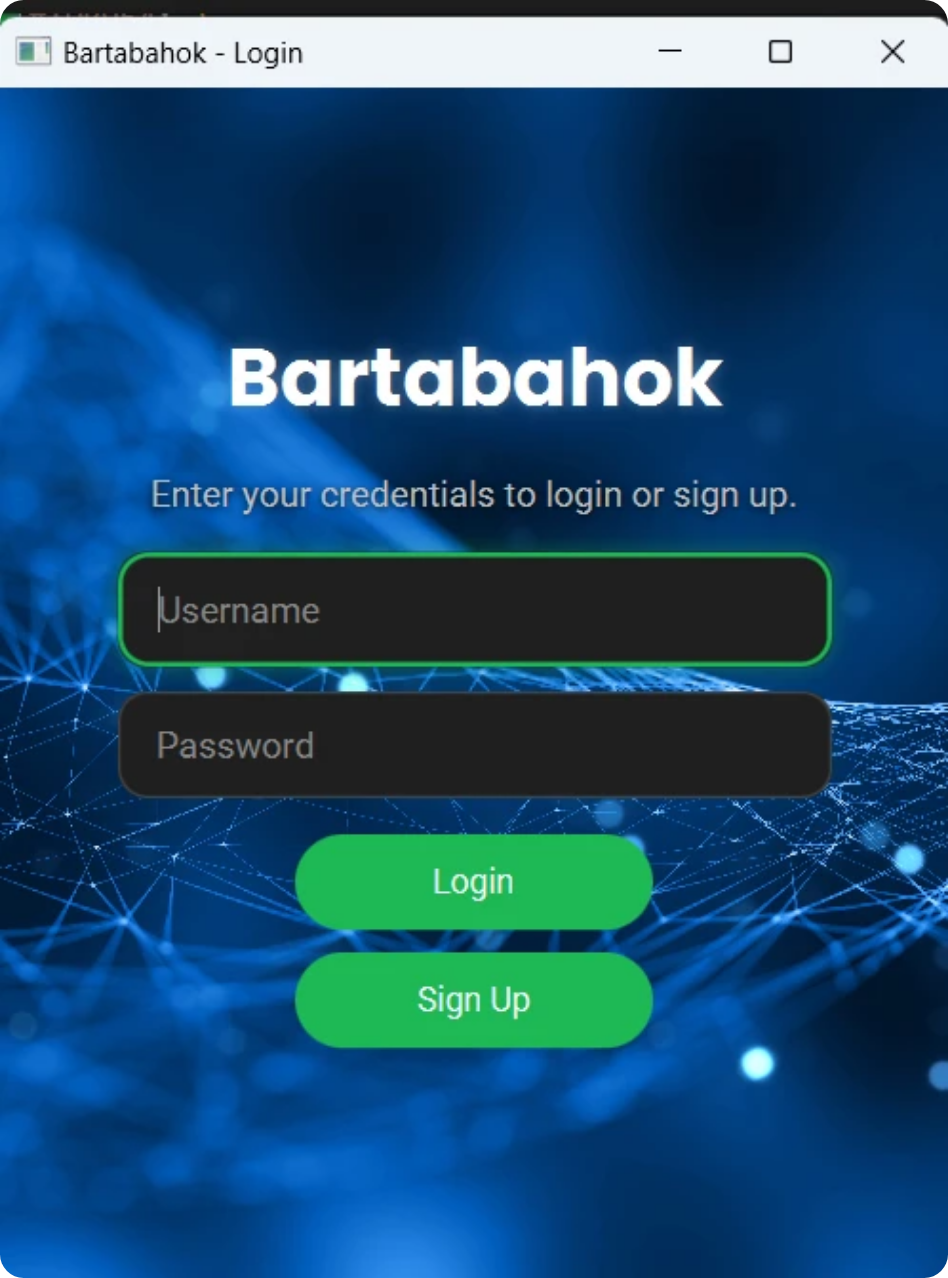 Bartabahok - Login
Bartabahok
Enter your credentials to login or sign up.
Username
Password
Login
Sign Up